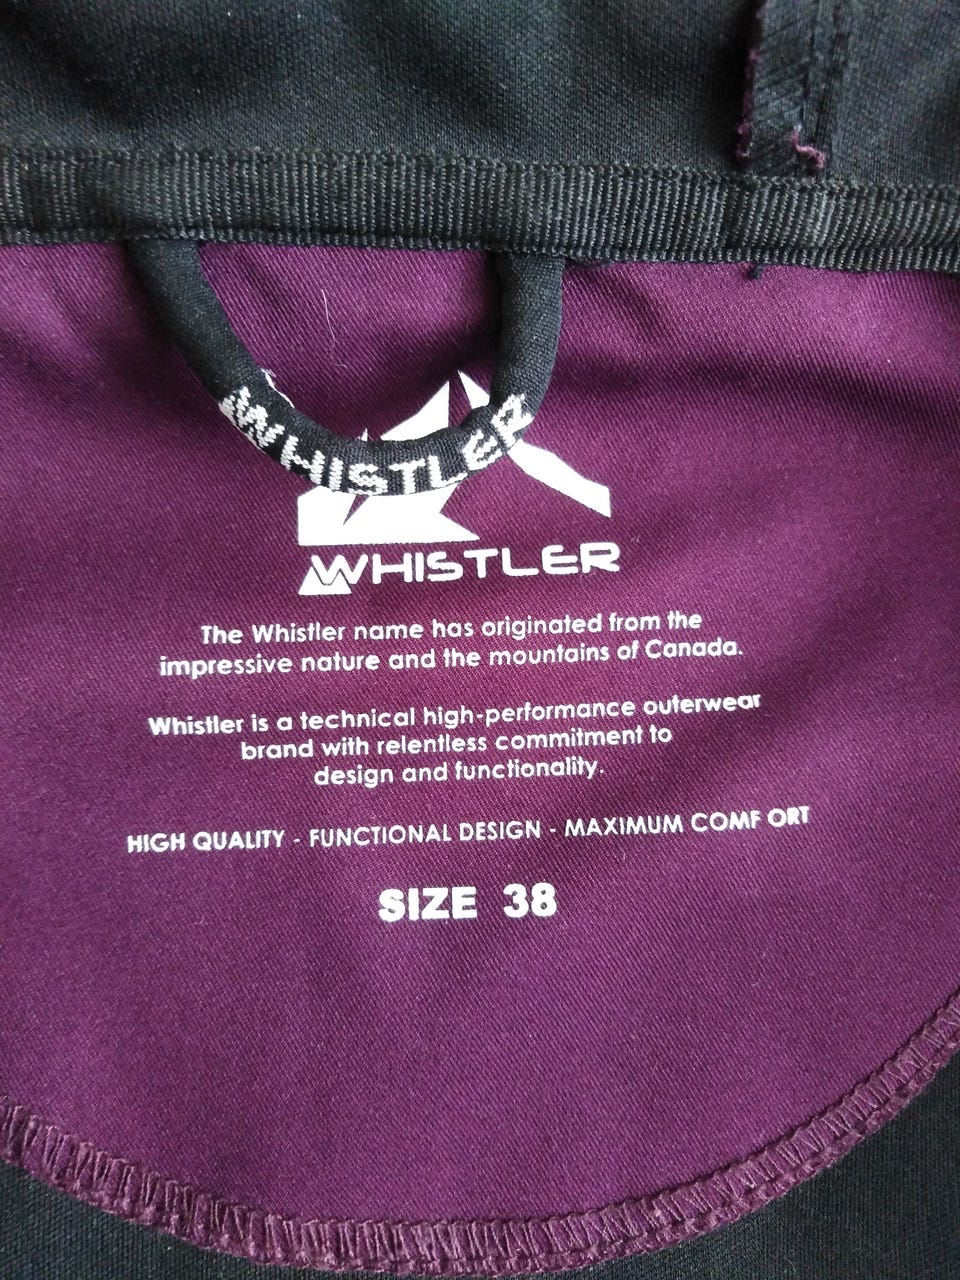 WHISTLER
WHISTLER
The Whistler name has originated from the
impressive nature and the mountains of Canada.
Whistler is a technical high-performance outerwear
brand with relentless commitment to
design and functionality.
HIGH QUALITY - FUNCTIONAL DESIGN - MAXIMUM COMF ORT
SIZE 38